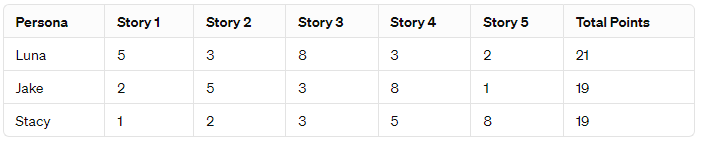 Persona Story 1 Story 2 Story 3 Story 4 Story 5 Total Points
Luna 5 3 8 3 2 21
Jake 2 5 3 8 1 19
Stacy 1 2 3 5 8 19